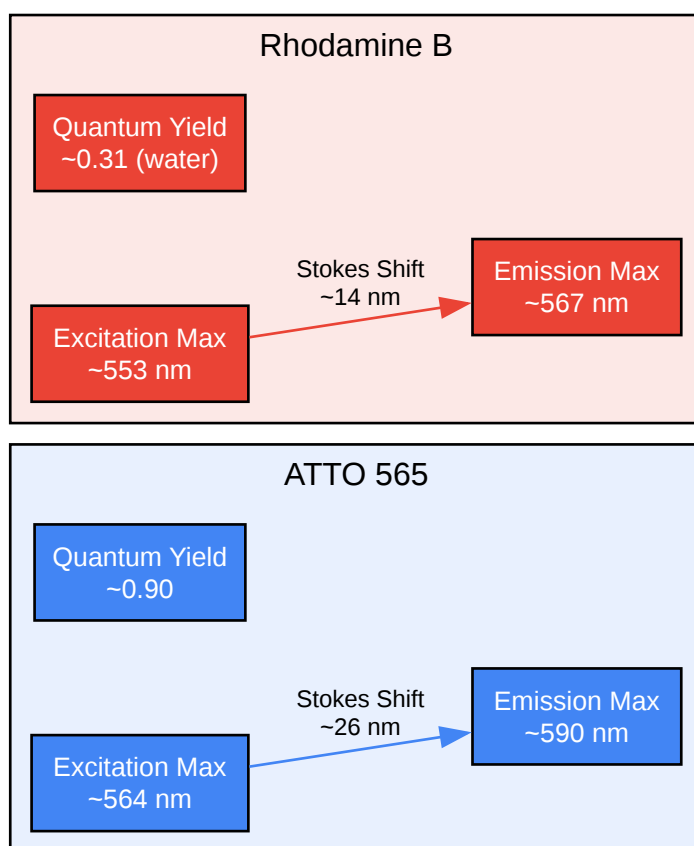 Rhodamine B
Quantum Yield
~0.31 (water)
Stokes Shift
~14 nm
Emission Max
~567 nm
Excitation Max
~553 nm
ATTO 565
Quantum Yield
~0.90
Stokes Shift
~26 nm
Emission Max
~590 nm
Excitation Max
~564 nm